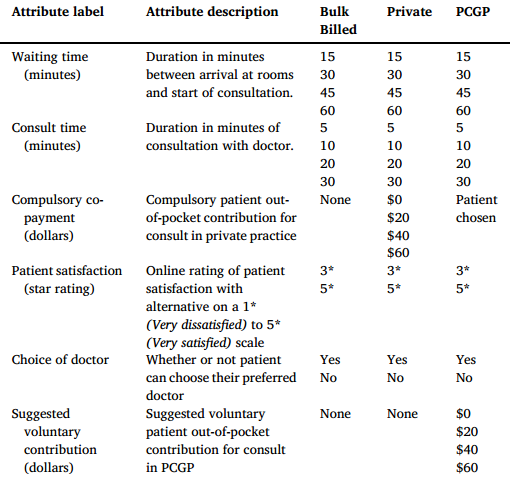 Attribute label Attribute description Bulk Billed Private PCGP
Waiting time Duration in minutes 15 15 15
(minutes) between arrival at rooms 30 30 30
and start of consultation. 45 45 45
60 60 60
Consult time Duration in minutes of 5 5 5
(minutes) consultation with doctor. 10 10 10
20 20 20
30 30 30
Compulsory co- Compulsory patient out- None $0 Patient
payment of-pocket contribution for $20 chosen
(dollars) consult in private practice $40
$60
Patient satisfaction Online rating of patient 3* 3* 3*
(star rating) satisfaction with 5* 5* 5*
alternative on a 1*
(Very dissatisfied) to 5*
(Very satisfied) scale
Choice of doctor Whether or not patient Yes Yes Yes
can choose their preferred No No No
doctor
Suggested Suggested voluntary None None $0
voluntary patient out-of-pocket $20
contribution contribution for consult $40
(dollars) in PCGP $60